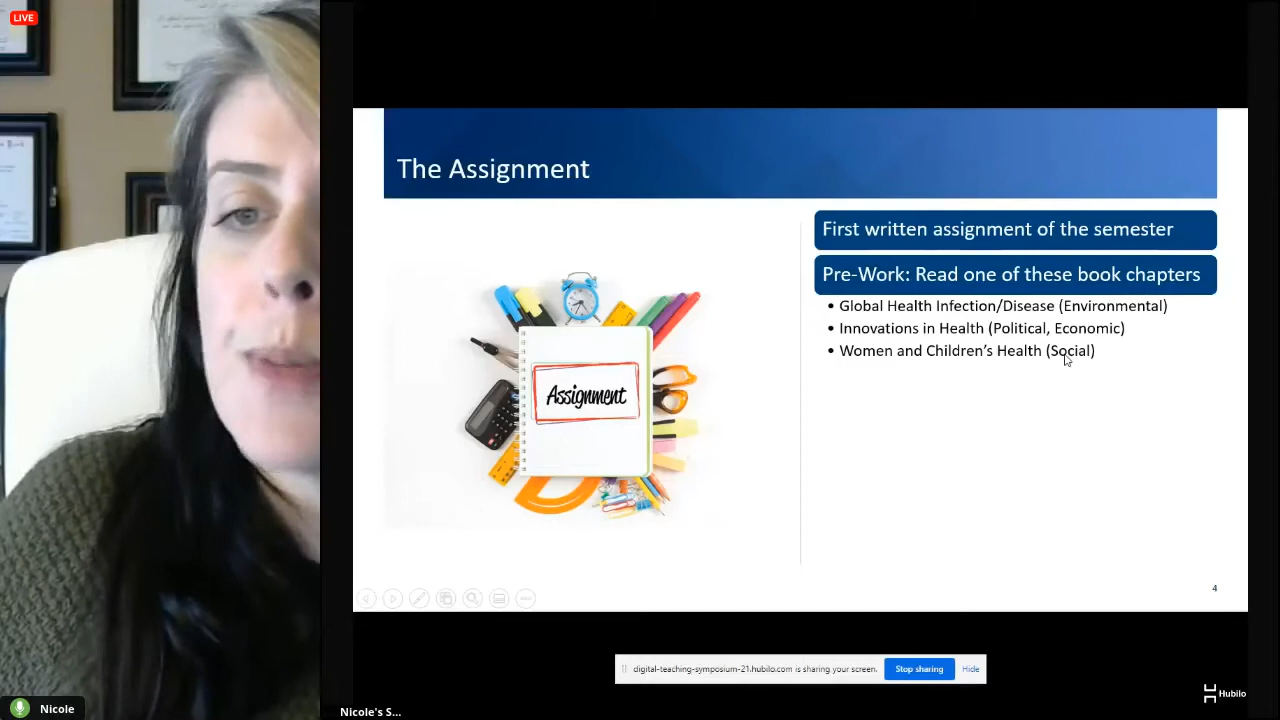 LIVE
The Assignment
First written assignment of the semester
Pre-Work: Read one of these book chapters
• Global Health Infection/Disease (Environmental)
• Innovations in Health (Political, Economic)
• Women and Children's Health (Social)
Assignment
4
digital-teaching-symposium-21.hubilo.com is sharing your screen.
Stop sharing
Hide
Hubilo
Nicole
Nicole's S...